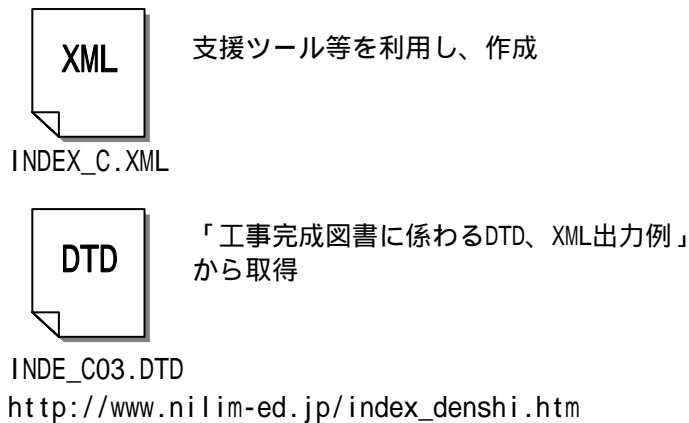 XML
支援ツール等を利用し、作成
INDEX_C.XML
DTD
「工事完成図書に係わるDTD、XML出力例」
から取得
INDE_C03.DTD
http://www.nilim-ed.jp/index_denshi.htm